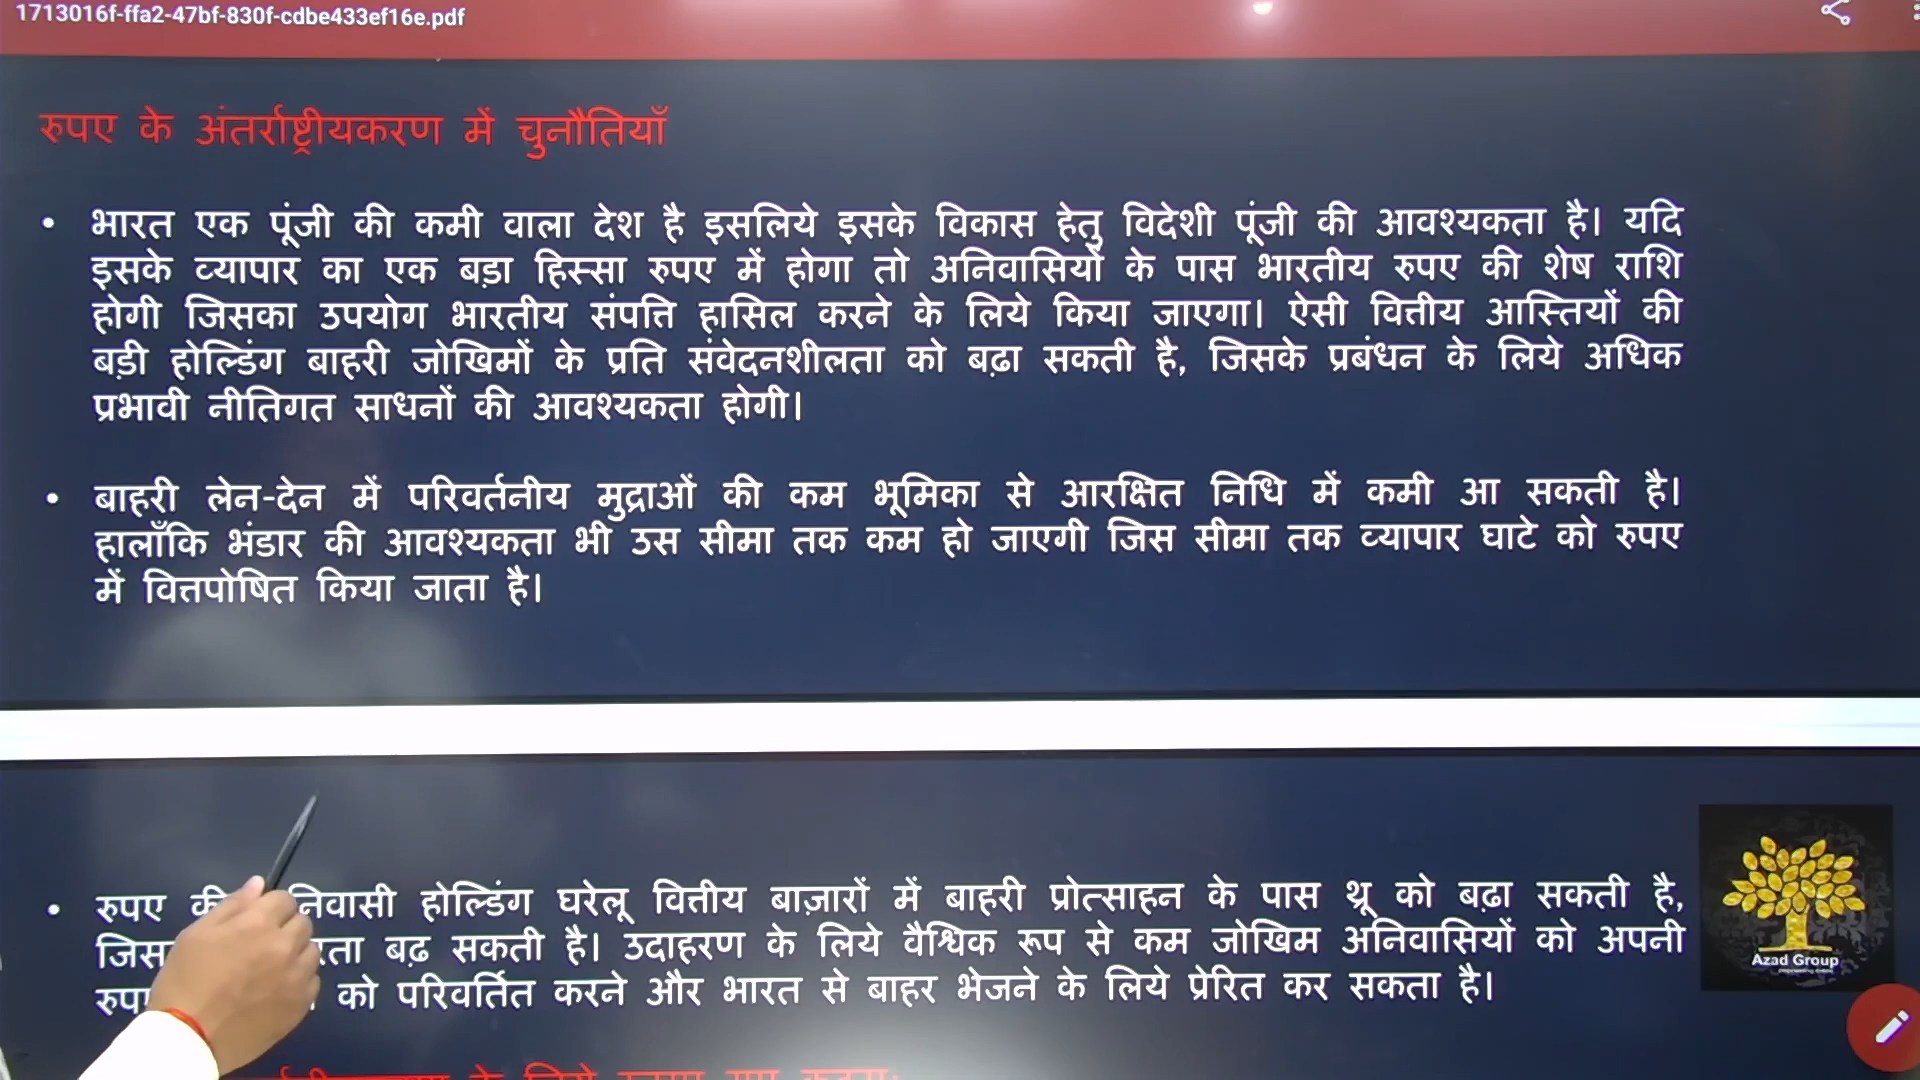 1713016f-ffa2-47bf-830f-cdbe433ef16e.pdf
रुपए के अंतर्राष्ट्रीयकरण में चुनौतियाँ
• भारत एक पूंजी की कमी वाला देश है इसलिये इसके विकास हेतु विदेशी पूंजी की आवश्यकता है। यदि
इसके व्यापार का एक बड़ा हिस्सा रुपए में होगा तो अनिवासियों के पास भारतीय रुपए की शेष राशि
होगी जिसका उपयोग भारतीय संपत्ति हासिल करने के लिये किया जाएगा। ऐसी वित्तीय आस्तियों की
बड़ी होल्डिंग बाहरी जोखिमों के प्रति संवेदनशीलता को बढ़ा सकती है, जिसके प्रबंधन के लिये अधिक
प्रभावी नीतिगत साधनों की आवश्यकता होगी।
• बाहरी लेन-देन में परिवर्तनीय मुद्राओं की कम भूमिका से आरक्षित निधि में कमी आ सकती है।
हालाँकि भंडार की आवश्यकता भी उस सीमा तक कम हो जाएगी जिस सीमा तक व्यापार घाटे को रुपए
में वित्तपोषित किया जाता है।
• रुपए की होल्डिंग घरेलू वित्तीय बाज़ारों में बाहरी प्रोत्साहन के पास थ्रू को बढ़ा सकती है,
बढ़ सकती है। उदाहरण के लिये वैश्विक रूप से कम जोखिम अनिवासियों को अपनी
को परिवर्तित करने और भारत से बाहर भेजने के लिये प्रेरित कर सकता है।
Azad Group